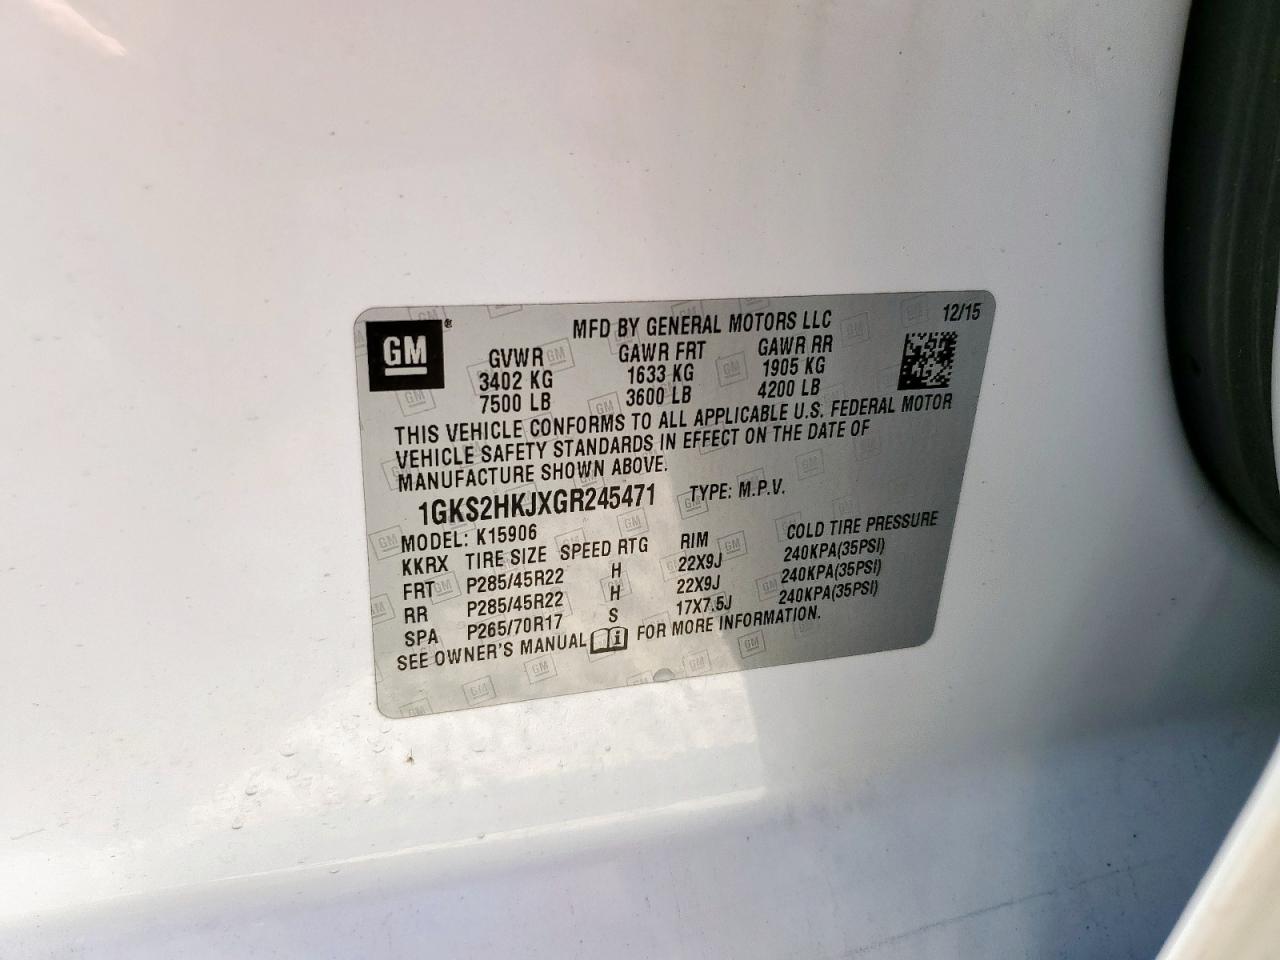 GM®
MFD BY GENERAL MOTORS LLC 12/15
GVWR GAWR FRT GAWR RR
3402 KG 1633 KG 1905 KG
7500 LB 3600 LB 4200 LB
THIS VEHICLE CONFORMS TO ALL APPLICABLE U.S. FEDERAL MOTOR
VEHICLE SAFETY STANDARDS IN EFFECT ON THE DATE OF
MANUFACTURE SHOWN ABOVE.
1GKS2HKJXGR245471 TYPE: M.P.V.
MODEL: K15906
KKRX TIRE SIZE SPEED RTG RIM COLD TIRE PRESSURE
FRT P285/45R22 H 22X9J 240KPA(35PSI)
RR P285/45R22 H 22X9J 240KPA(35PSI)
SPA P265/70R17 S 17X7.5J 240KPA(35PSI)
SEE OWNER'S MANUAL FOR MORE INFORMATION.